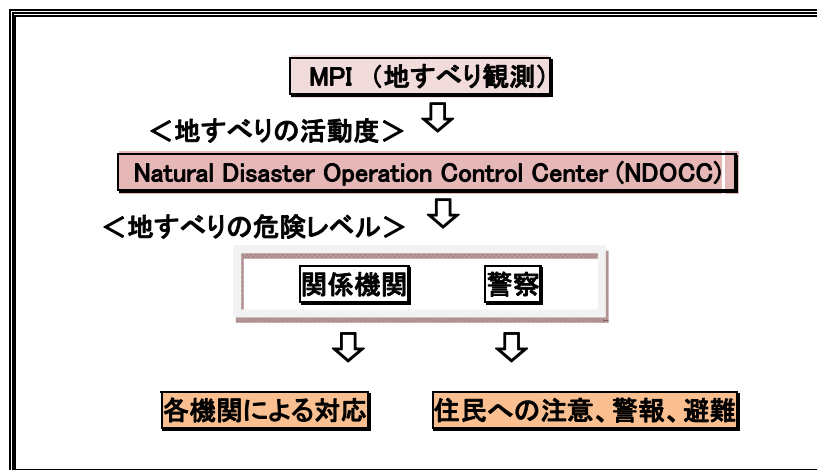 MPI (地すべり観測)
＜地すべりの活動度＞
Natural Disaster Operation Control Center (NDOCC)
＜地すべりの危険レベル＞
関係機関 警察
各機関による対応 住民への注意、警報、避難